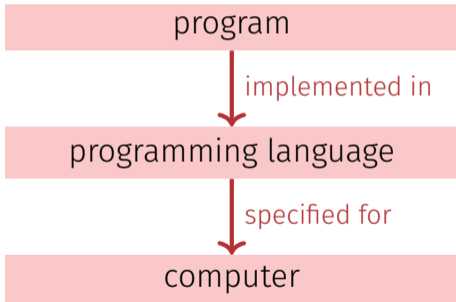 program
implemented in
programming language
specified for
computer